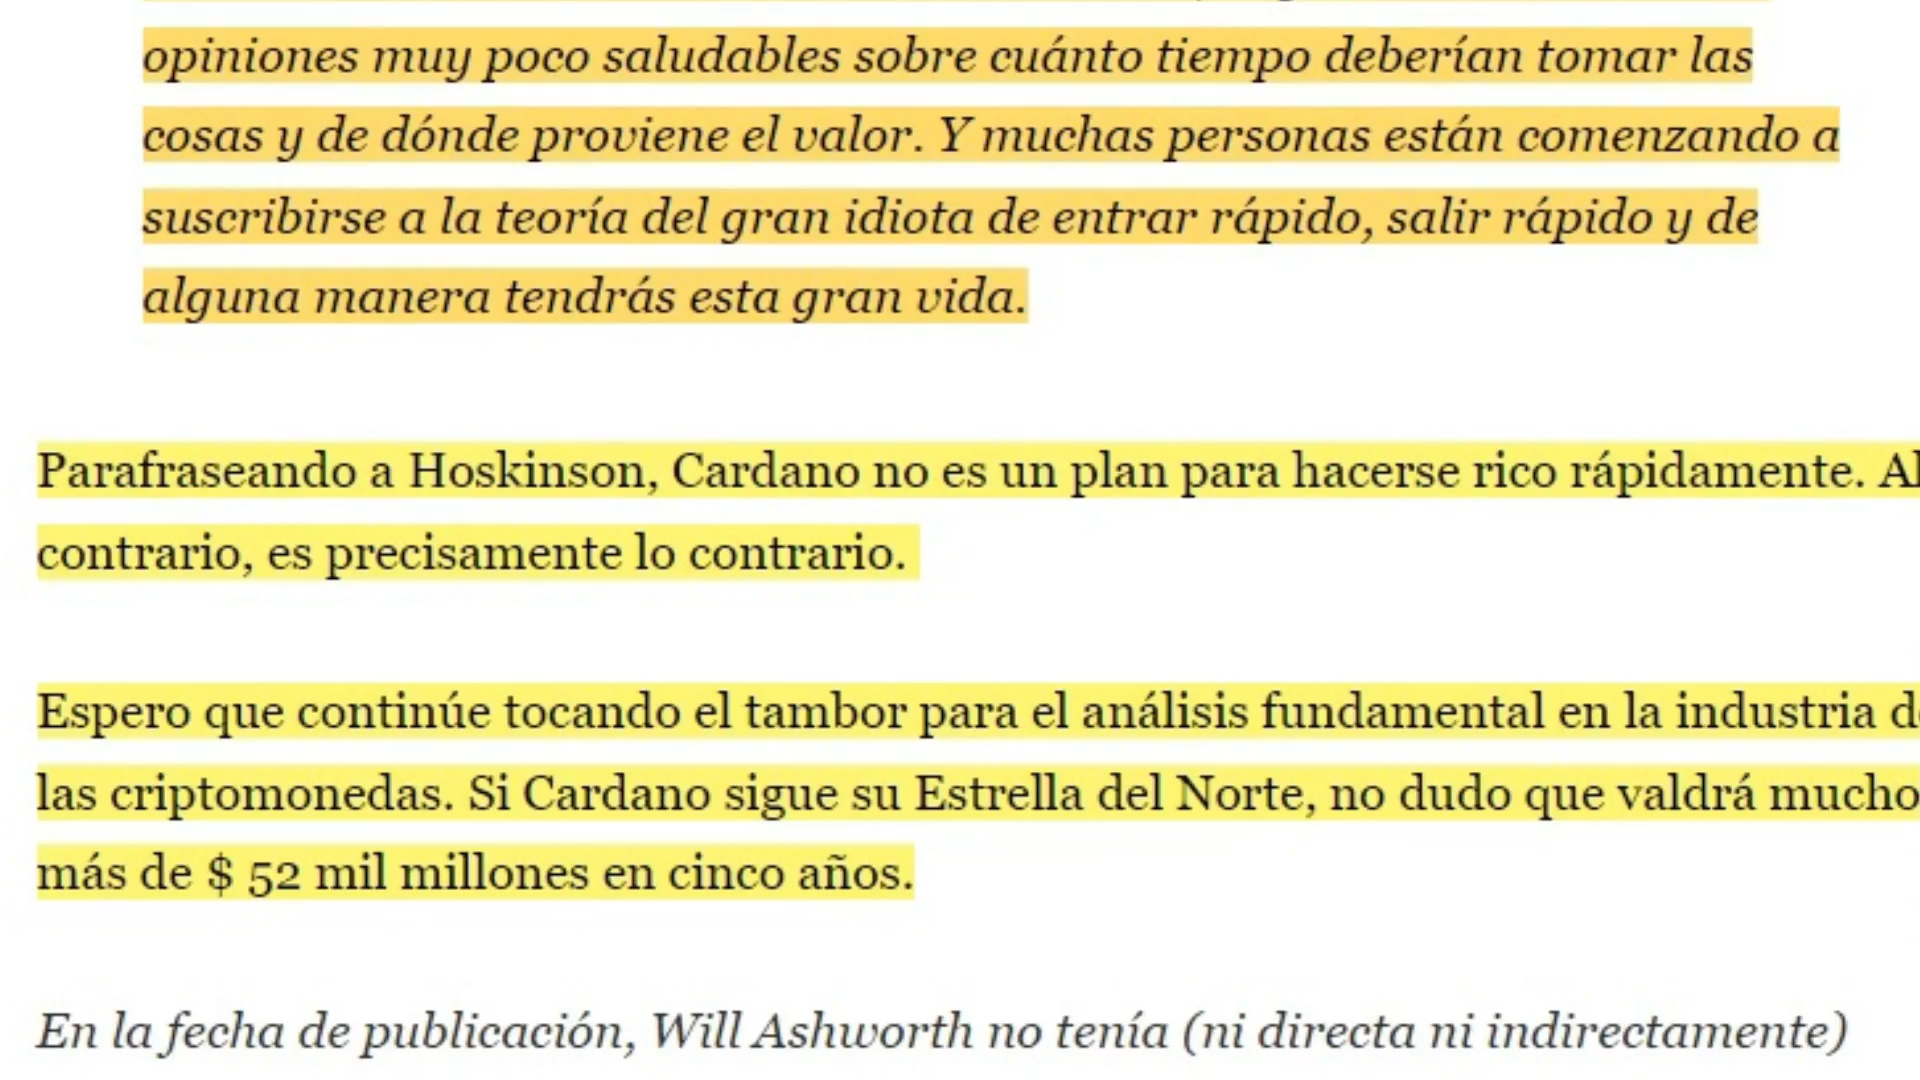 opiniones muy poco saludables sobre cuánto tiempo deberían tomar las
cosas y de dónde proviene el valor. Y muchas personas están comenzando a
suscribirse a la teoría del gran idiota de entrar rápido, salir rápido y de
alguna manera tendrás esta gran vida.
Parafraseando a Hoskinson, Cardano no es un plan para hacerse rico rápidamente. Al
contrario, es precisamente lo contrario.
Espero que continúe tocando el tambor para el análisis fundamental en la industria de
las criptomonedas. Si Cardano sigue su Estrella del Norte, no dudo que valdrá mucho
más de $ 52 mil millones en cinco años.
En la fecha de publicación, Will Ashworth no tenía (ni directa ni indirectamente)